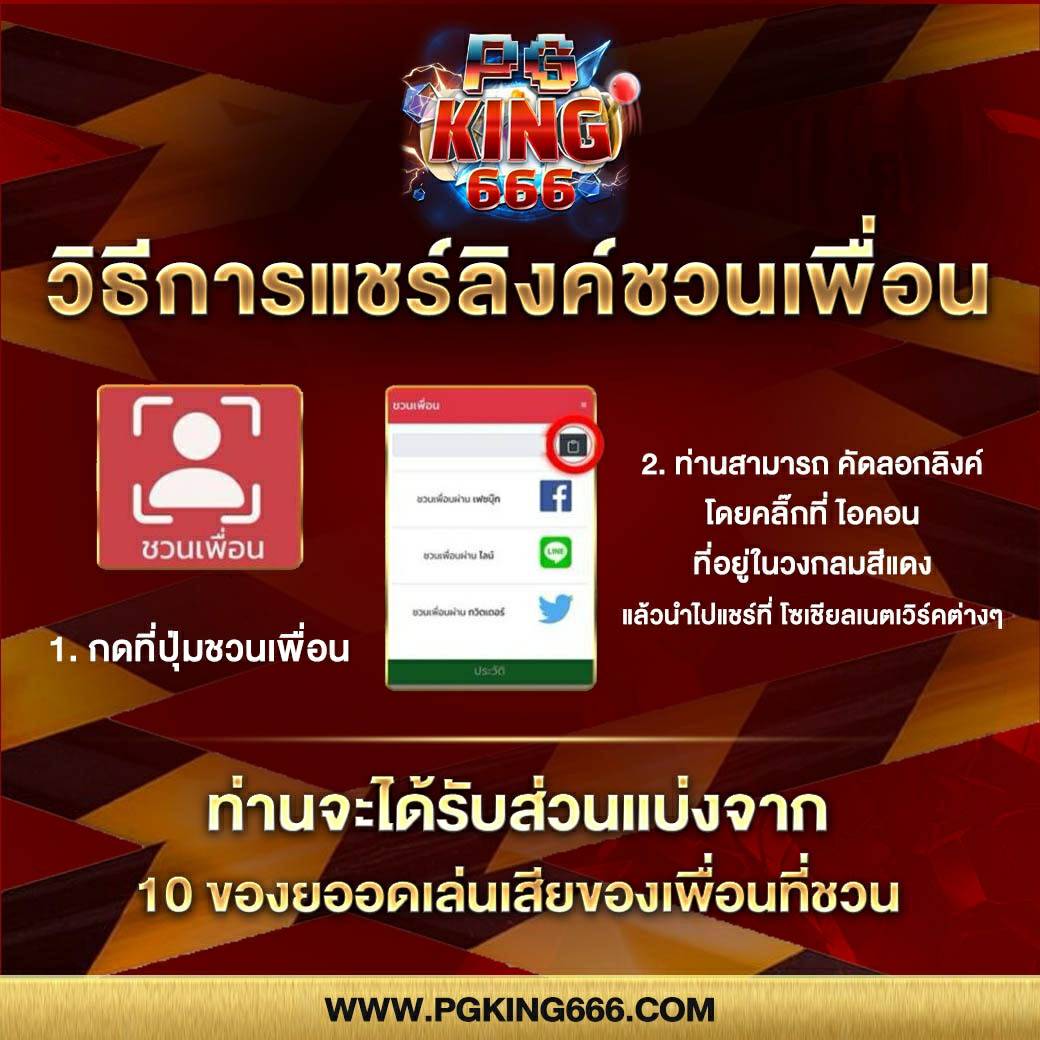 PG
KING
666
วิธีการแชร์ลิงค์ชวนเพื่อน
ชวนเพื่อน
1. กดที่ปุ่มชวนเพื่อน
ชวนเพื่อน
ชวนเพื่อนผ่าน เฟซบุ๊ก
ชวนเพื่อนผ่าน ไลน์
LINE
ชวนเพื่อนผ่าน ทวิตเตอร์
ประวัติ
2. ท่านสามารถ คัดลอกลิงค์
โดยคลิ๊กที่ ไอคอน
ที่อยู่ในวงกลมสีแดง
แล้วนำไปแชร์ที่ โซเชียลเนตเวิร์คต่างๆ
ท่านจะได้รับส่วนแบ่งจาก
10 ของยออดเล่นเสียของเพื่อนที่ชวน
WWW.PGKING666.COM